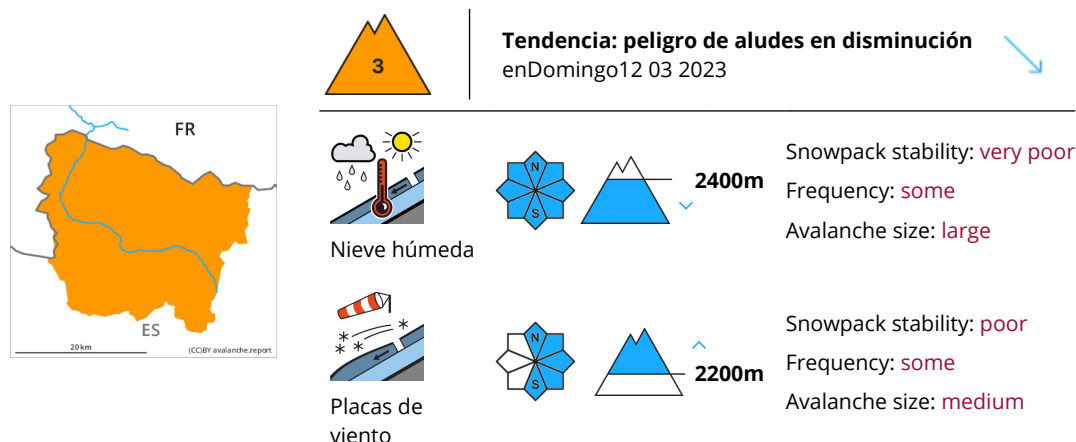 3
Tendencia: peligro de aludes en disminución
enDomingo12 03 2023
FR
ES
20 km
(CC)BY avalanche.report
N
S
2400m
Snowpack stability: very poor
Frequency: some
Avalanche size: large
Nieve húmeda
N
S
2200m
Snowpack stability: poor
Frequency: some
Avalanche size: medium
Placas de
viento